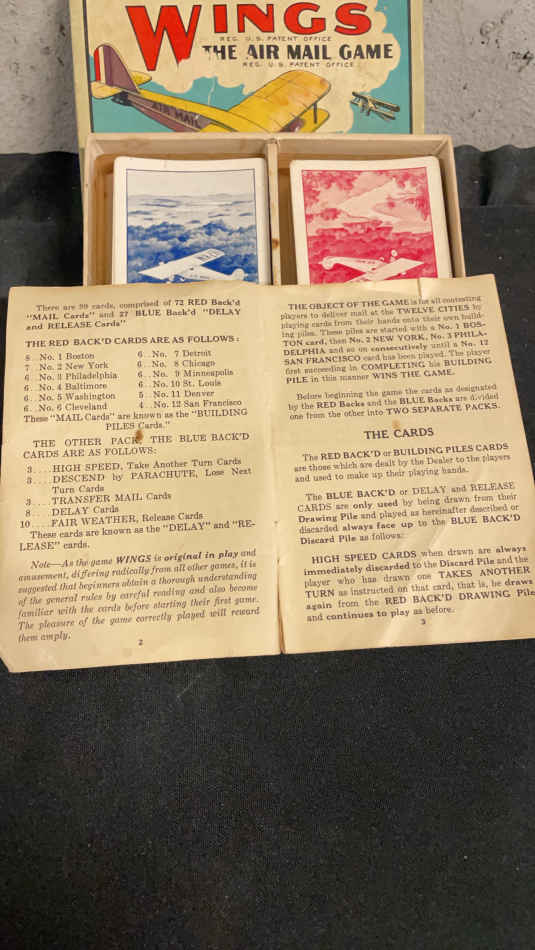 WINGS
REG. U.S. PATENT OFFICE
THE AIR MAIL GAME
REG. U.S. PATENT OFFICE.
AIR MAIL
There are 99 cards, comprised of 72 RED Back'd
"MAIL Cards" and 27 BLUE Back'd "DELAY
and RELEASE Cards"
THE RED BACK'D CARDS ARE AS FOLLOWS:
8...No. 1 Boston
7...No. 2 New York
6...No. 3 Philadelphia
6...No. 4 Baltimore
6...No. 5 Washington
6...No. 6 Cleveland
6...No. 7 Detroit
6...No. 8 Chicago
6...No. 9 Minneapolis
6...No. 10 St. Louis
5...No. 11 Denver
4...No. 12 San Francisco
These "MAIL Cards" are known as the "BUILDING
PILES Cards."
THE OTHER PACK, THE BLUE BACK'D
CARDS ARE AS FOLLOWS:
3....HIGH SPEED, Take Another Turn Cards
3....DESCEND by PARACHUTE, Lose Next
Turn Cards
3....TRANSFER MAIL Cards
8....DELAY Cards
10....FAIR WEATHER, Release Cards
These cards are known as the "DELAY" and "RE-
LEASE" cards.
Note—As the game WINGS is original in play and
amusement, differing radically from all other games, it is
suggested that beginners obtain a thorough understanding
of the general rules by careful reading and also become
familiar with the cards before starting their first game.
The pleasure of the game correctly played will reward
them amply.
2
THE OBJECT OF THE GAME is for all contesting
players to deliver mail at the TWELVE CITIES by
playing cards from their hands onto their own build-
ing piles. These piles are started with a No. 1 BOS-
TON card, then No. 2 NEW YORK, No. 3 PHILA-
DELPHIA and so on consecutively until a No. 12
SAN FRANCISCO card has been played. The player
first succeeding in COMPLETING his BUILDING
PILE in this manner WINS THE GAME.
Before beginning the game the cards as designated
by the RED Backs and the BLUE Backs are divided
one from the other into TWO SEPARATE PACKS.
THE CARDS
The RED BACK'D or BUILDING PILES CARDS
are those which are dealt by the Dealer to the players
and used to make up their playing hands.
The BLUE BACK'D or DELAY and RELEASE
CARDS are only used by being drawn from their
Drawing Pile and played as hereinafter described or
discarded always face up to the BLUE BACK'D
Discard Pile as follows:
HIGH SPEED CARDS when drawn are always
immediately discarded to the Discard Pile and the
player who has drawn one TAKES ANOTHER
TURN as instructed on that card, that is, he draws
again from the RED BACK'D DRAWING Pile
and continues to play as before.
3